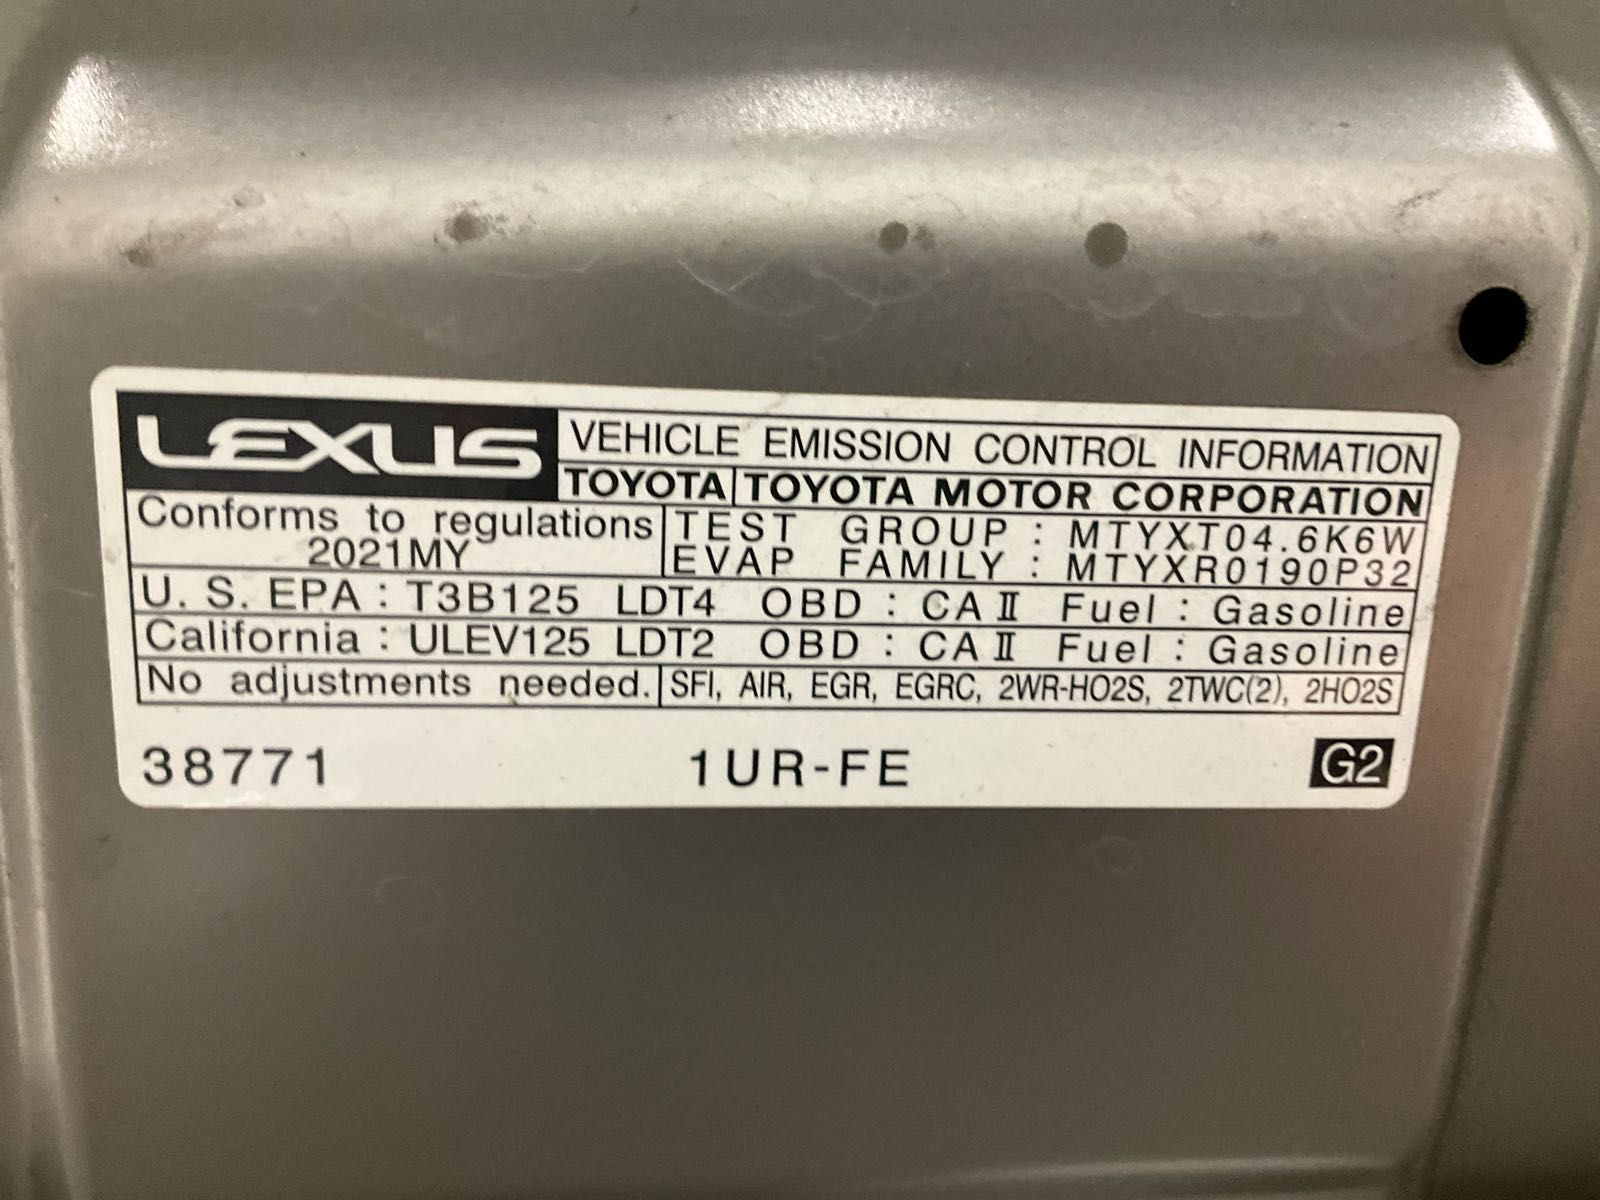 LEXUS VEHICLE EMISSION CONTROL INFORMATION
TOYOTA TOYOTA MOTOR CORPORATION
Conforms to regulations
2021MY
TEST GROUP : MTYXT04.6K6W
EVAP FAMILY : MTYXR0190P32
U. S. EPA : T3B125 LDT4 OBD : CA Ⅱ Fuel : Gasoline
California : ULEV125 LDT2 OBD : CA Ⅱ Fuel : Gasoline
No adjustments needed. SFI, AIR, EGR, EGRC, 2WR-HO2S, 2TWC(2), 2HO2S
38771 1UR-FE G2